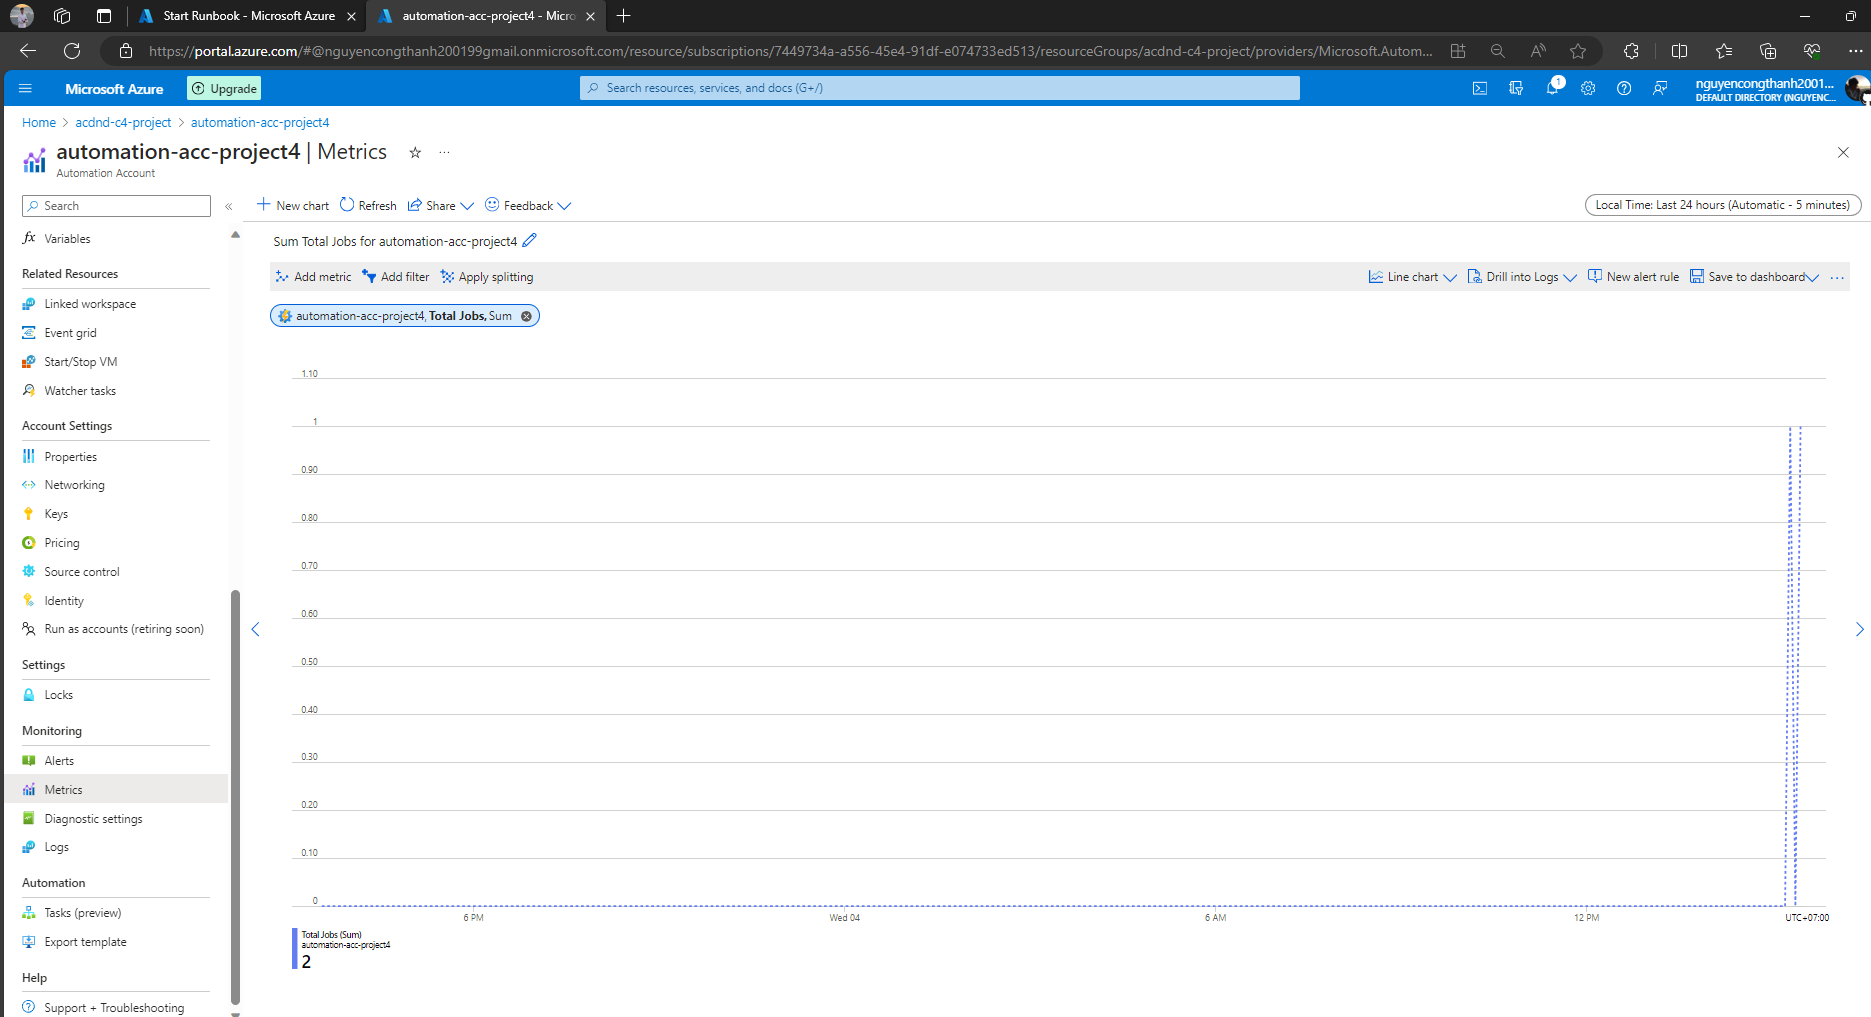 Start Runbook - Microsoft Azure
automation-acc-project4 - Micro
https://portal.azure.com/#@nguyencongthanh200199gmail.onmicrosoft.com/resource/subscriptions/7449734a-a556-45e4-91df-e074733ed513/resourceGroups/acdnd-c4-project/providers/Microsoft.Autom...
Microsoft Azure
Upgrade
Search resources, services, and docs (G+/)
1
nguyencongthanh2001...
DEFAULT DIRECTORY (NGUYENC...
Home > acdnd-c4-project > automation-acc-project4
automation-acc-project4 | Metrics
Automation Account
Search
New chart
Refresh
Share
Feedback
Local Time: Last 24 hours (Automatic - 5 minutes)
Variables
Related Resources
Linked workspace
Event grid
Start/Stop VM
Watcher tasks
Account Settings
Properties
Networking
Keys
Pricing
Source control
Identity
Run as accounts (retiring soon)
Settings
Locks
Monitoring
Alerts
Metrics
Diagnostic settings
Logs
Automation
Tasks (preview)
Export template
Help
Support + Troubleshooting
Sum Total Jobs for automation-acc-project4
Add metric
Add filter
Apply splitting
Line chart
Drill into Logs
New alert rule
Save to dashboard
automation-acc-project4, Total Jobs, Sum
1.10
1
0.90
0.80
0.70
0.60
0.50
0.40
0.30
0.20
0.10
0
6 PM
Wed 04
6 AM
12 PM
UTC+07:00
Total Jobs (Sum)
automation-acc-project4
2